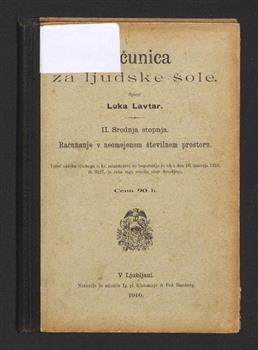 čunica
za ljudske šole.
Spisal
Luka Lavtar.
II. Srednja stopnja.
Računanje v neomejenem številnem prostoru.
Cena 90 h.
V Ljubljani.
1910.